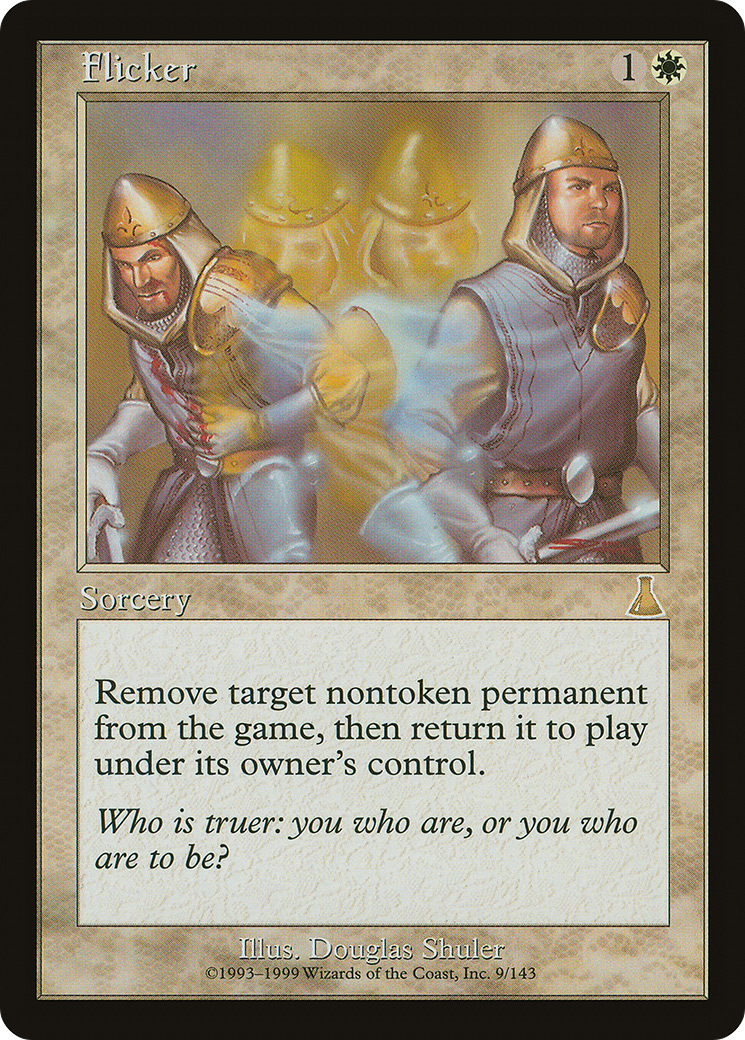 Flicker 1
Sorcery
Remove target nontoken permanent
from the game, then return it to play
under its owner's control.
Who is truer: you who are, or you who
are to be?
Illus. Douglas Shuler
©1993–1999 Wizards of the Coast, Inc. 9/143